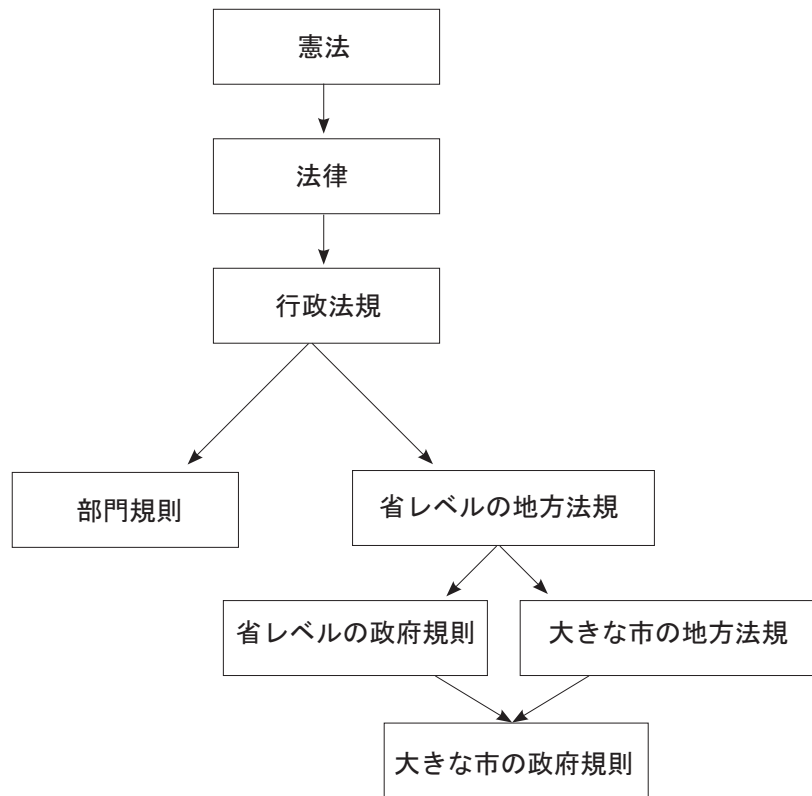 憲法
法律
行政法規
部門規則
省レベルの地方法規
省レベルの政府規則
大きな市の地方法規
大きな市の政府規則